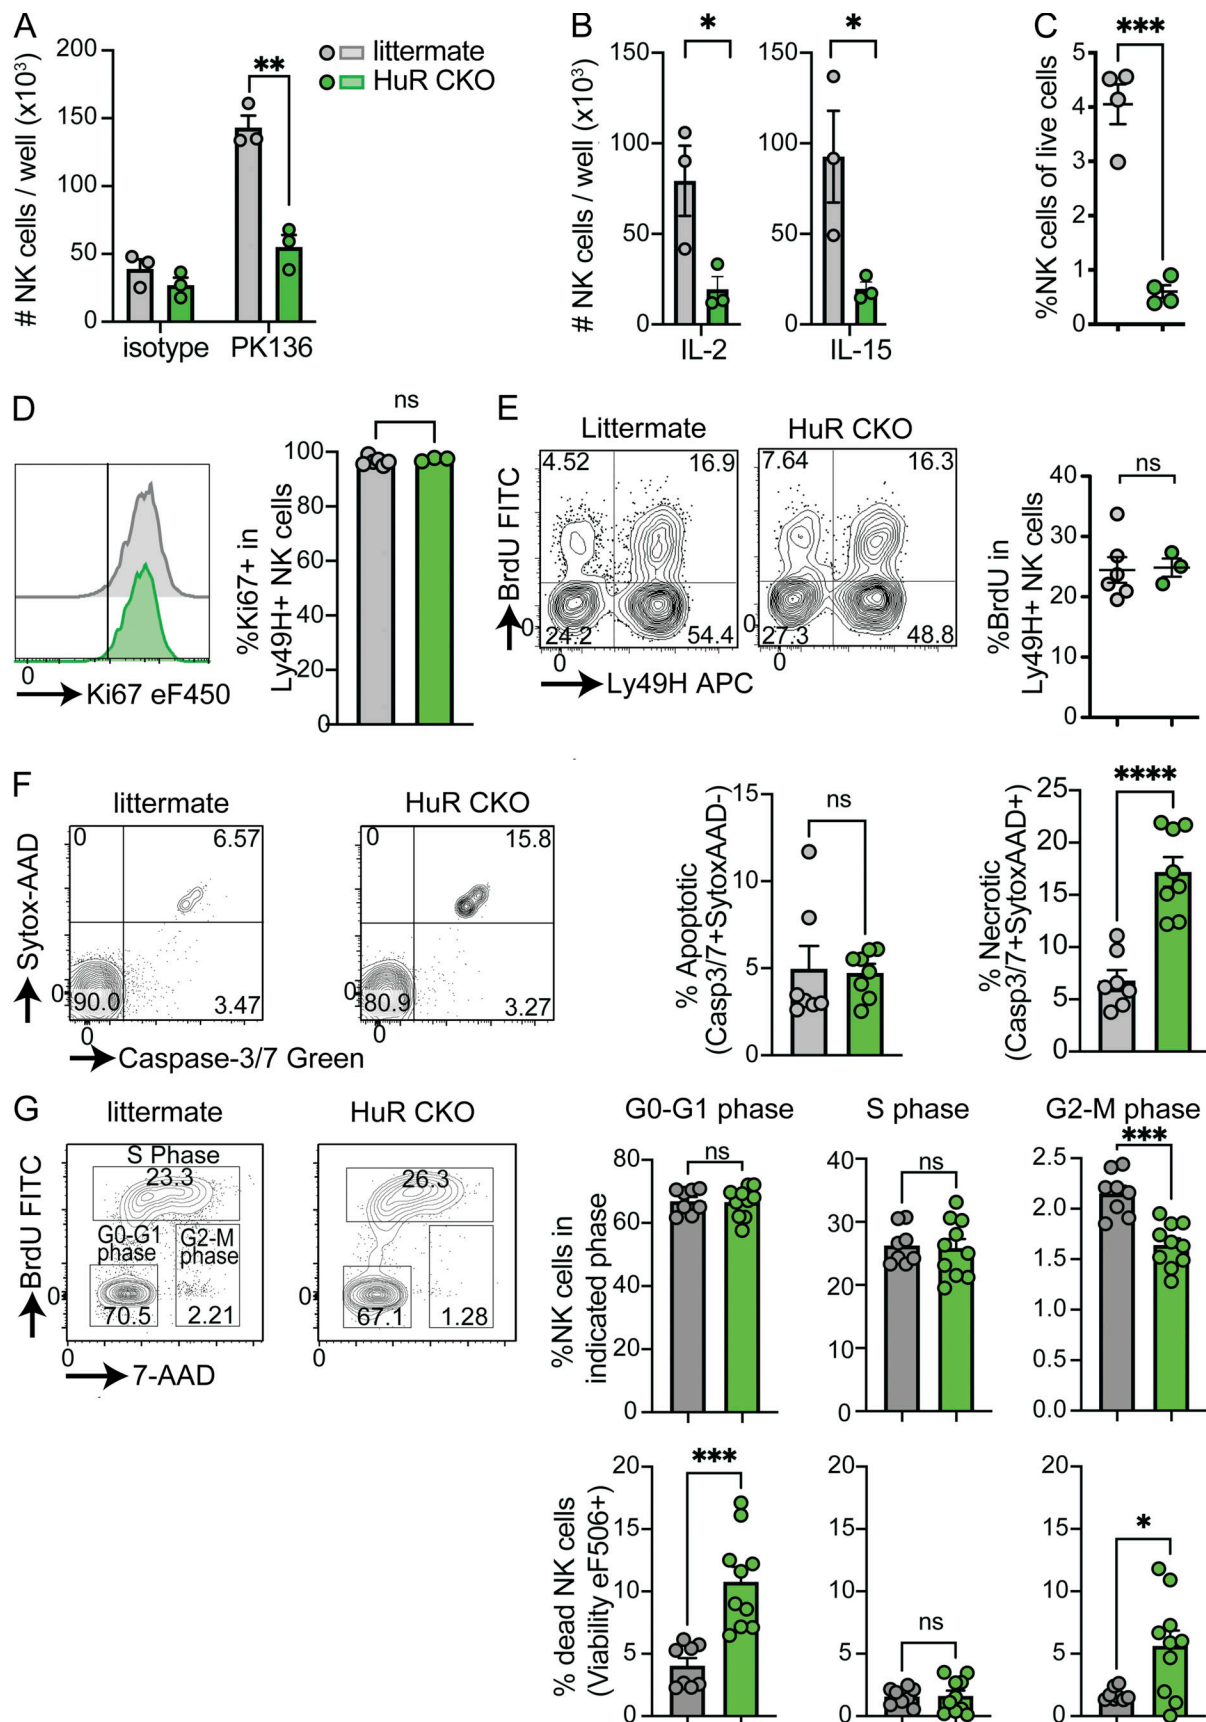 A
# NK cells / well (x10³)
200
150
100
50
0
**
littermate
HuR CKO
isotype
PK136
B
# NK cells / well (x10³)
150
100
50
0
*
IL-2
150
100
50
0
*
IL-15
C
%NK cells of live cells
***
5
4
3
2
1
0
D
0
Ki67 eF450
%Ki67+ in
Ly49H+ NK cells
100
80
60
40
20
0
ns
E
Littermate
HuR CKO
BrdU FITC
4.52
16.9
24.2
54.4
0
7.64
16.3
27.3
48.8
0
Ly49H APC
%BrdU in
Ly49H+ NK cells
40
30
20
10
0
ns
F
littermate
HuR CKO
Sytox-AAD
0
6.57
90.0
3.47
0
0
0
15.8
80.9
3.27
0
0
Caspase-3/7 Green
% Apoptotic
(Casp3/7+SytoxAAD-)
15
10
5
0
ns
% Necrotic
(Casp3/7+SytoxAAD+)
25
20
15
10
5
0
****
G
littermate
HuR CKO
BrdU FITC
S Phase
23.3
G0-G1
phase
G2-M
phase
70.5
2.21
0
0
26.3
67.1
1.28
0
0
7-AAD
G0-G1 phase
S phase
G2-M phase
%NK cells in
indicated phase
80
60
40
20
0
ns
40
30
20
10
0
ns
2.5
2.0
1.5
1.0
0.5
0.0
***
% dead NK cells
(Viability eF506+)
20
15
10
5
0
***
20
15
10
5
0
ns
20
15
10
5
0
*